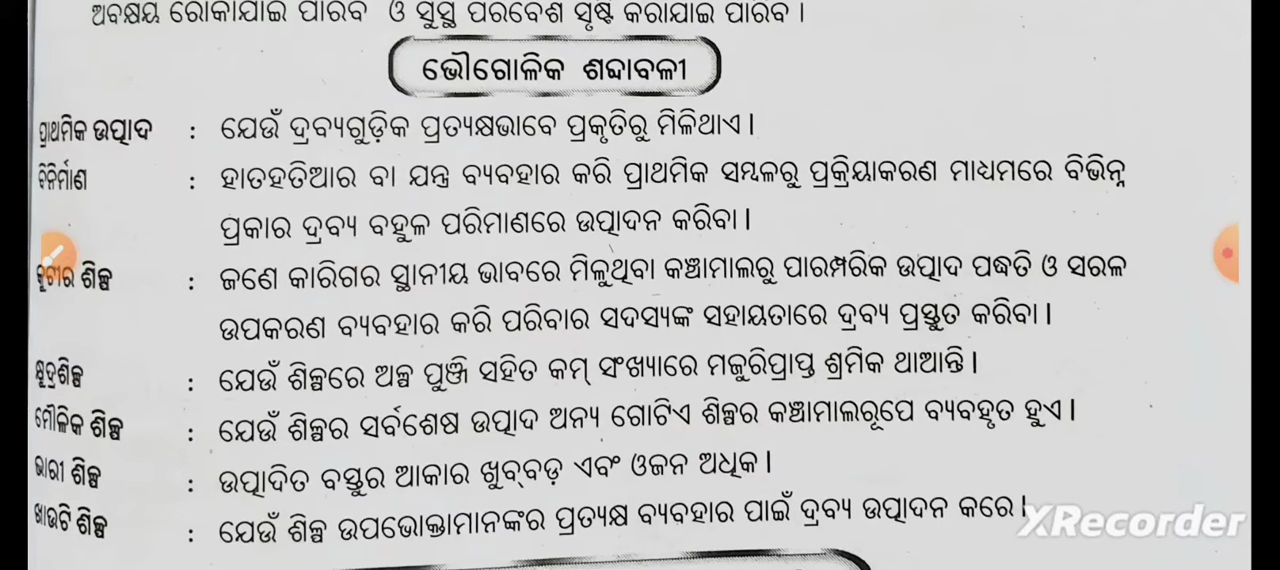 ଅବକ୍ଷୟ ରୋକାଯାଇ ପାରିବ ଓ ସୁସ୍ଥ ପରିବେଶ ସୃଷ୍ଟି କରାଯାଇ ପାରିବ ।
ଭୌଗୋଳିକ ଶବ୍ଦାବଳୀ
ପ୍ରାଥମିକ ଉତ୍ପାଦ : ଯେଉଁ ଦ୍ରବ୍ୟଗୁଡ଼ିକ ପ୍ରତ୍ୟକ୍ଷଭାବେ ପ୍ରକୃତିରୁ ମିଳିଥାଏ ।
ବିନିର୍ମାଣ : ହାତହତିଆର ବା ଯନ୍ତ୍ର ବ୍ୟବହାର କରି ପ୍ରାଥମିକ ସମ୍ବଳରୁ ପ୍ରକ୍ରିୟାକରଣ ମାଧ୍ୟମରେ ବିଭିନ୍ନ
ପ୍ରକାର ଦ୍ରବ୍ୟ ବହୁଳ ପରିମାଣରେ ଉତ୍ପାଦନ କରିବା ।
କୁଟୀର ଶିଳ୍ପ : ଜଣେ କାରିଗର ସ୍ଥାନୀୟ ଭାବରେ ମିଳୁଥିବା କଞ୍ଚାମାଲରୁ ପାରମ୍ପରିକ ଉତ୍ପାଦ ପଦ୍ଧତି ଓ ସରଳ
ଉପକରଣ ବ୍ୟବହାର କରି ପରିବାର ସଦସ୍ୟଙ୍କ ସହାୟତାରେ ଦ୍ରବ୍ୟ ପ୍ରସ୍ତୁତ କରିବା ।
କ୍ଷୁଦ୍ରଶିଳ୍ପ : ଯେଉଁ ଶିଳ୍ପରେ ଅଳ୍ପ ପୁଞ୍ଜି ସହିତ କମ୍ ସଂଖ୍ୟାରେ ମଜୁରିପ୍ରାପ୍ତ ଶ୍ରମିକ ଥାଆନ୍ତି ।
ମୌଳିକ ଶିଳ୍ପ : ଯେଉଁ ଶିଳ୍ପର ସର୍ବଶେଷ ଉତ୍ପାଦ ଅନ୍ୟ ଗୋଟିଏ ଶିଳ୍ପର କଞ୍ଚାମାଲରୂପେ ବ୍ୟବହୃତ ହୁଏ ।
ଭାରୀ ଶିଳ୍ପ : ଉତ୍ପାଦିତ ବସ୍ତୁର ଆକାର ଖୁବ୍‌ବଡ଼ ଏବଂ ଓଜନ ଅଧିକ ।
ଖାଉଟି ଶିଳ୍ପ : ଯେଉଁ ଶିଳ୍ପ ଉପଭୋକ୍ତାମାନଙ୍କର ପ୍ରତ୍ୟକ୍ଷ ବ୍ୟବହାର ପାଇଁ ଦ୍ରବ୍ୟ ଉତ୍ପାଦନ କରେ ।
XRecorder